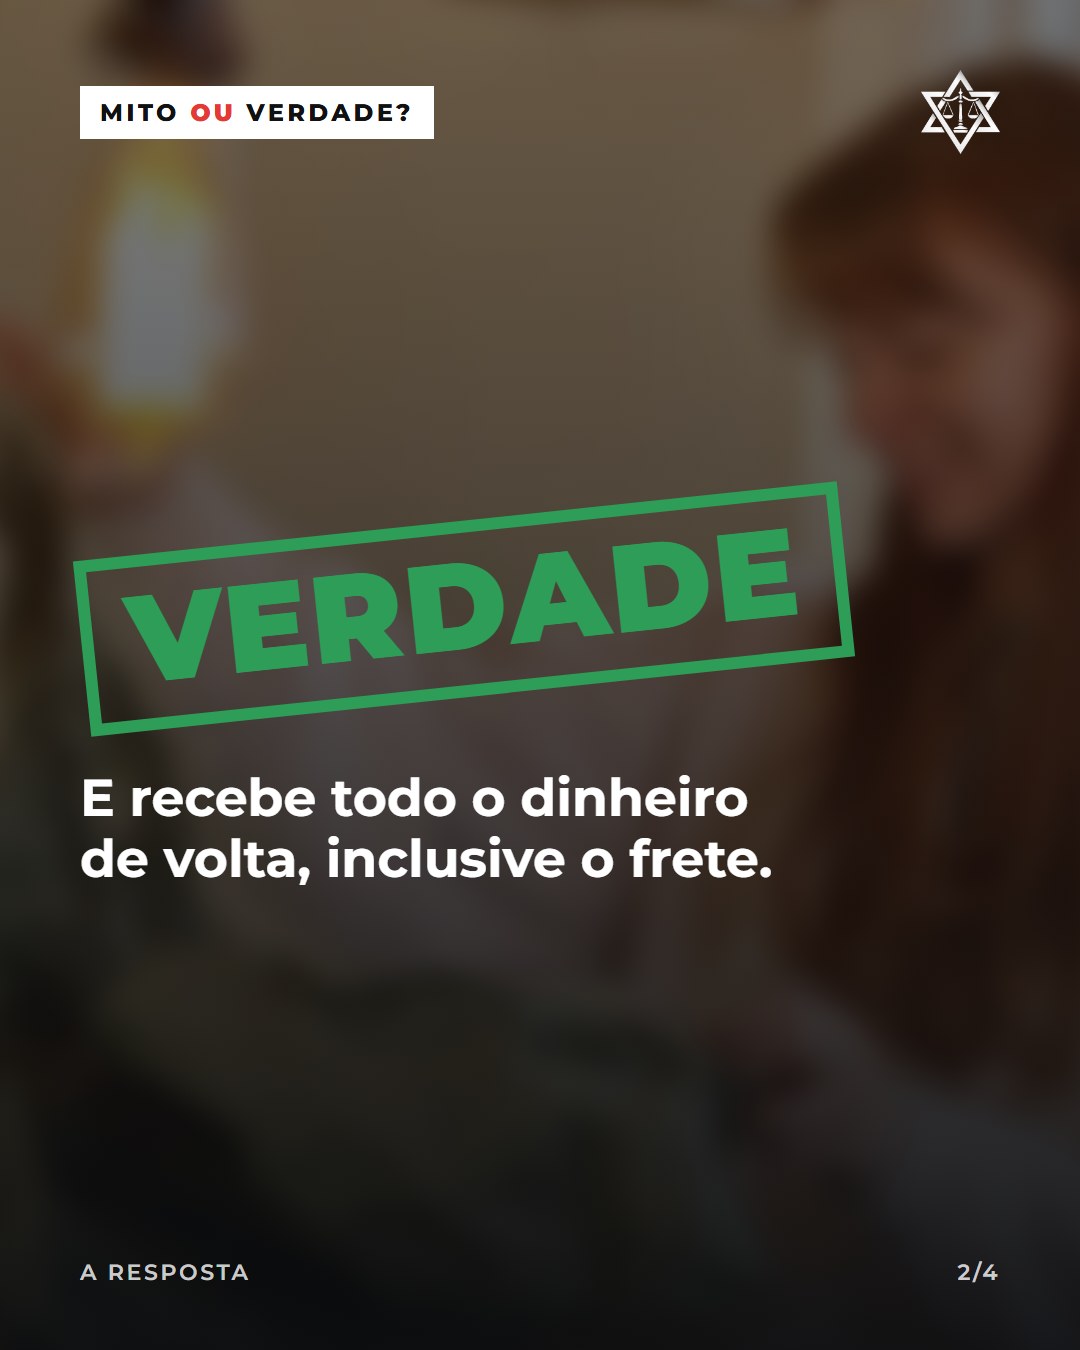 MITO OU VERDADE?
VERDADE
E recebe todo o dinheiro
de volta, inclusive o frete.
A RESPOSTA
2/4